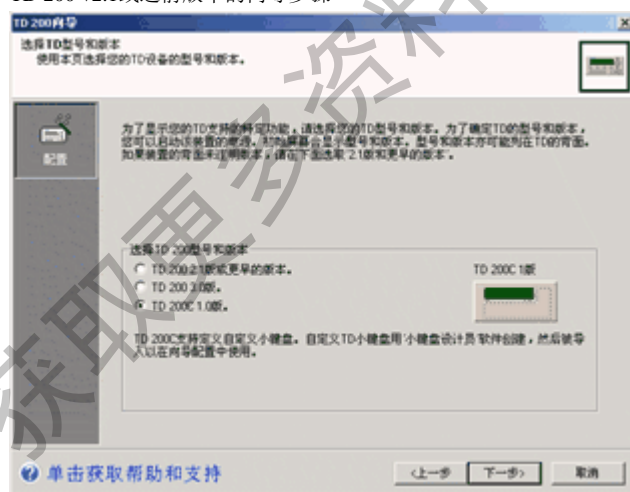 TD 200向导
选择TD型号和版本
使用本页选择您的TD设备的型号和版本。
配置
为了显示您的TD支持的特定功能，请选择您的TD型号和版本。为了确定TD的型号和版本，
您可以启动该装置的电源。初始屏幕会显示型号和版本。型号和版本亦可能列在TD的背面。
如果装置的背面未注明版本，请在下面选取'2.1版和更早的版本'。
选择TD 200型号和版本
TD 200 2.1版或更早的版本。
TD 200 3.0版。
TD 200C 1.0版。
TD 200C 1版
TD 200C支持定义自定义小键盘。自定义TD小键盘用'小键盘设计员'软件创建，然后被导
入以在向导配置中使用。
单击获取帮助和支持
<上一步
下一步>
取消
获取更多资料